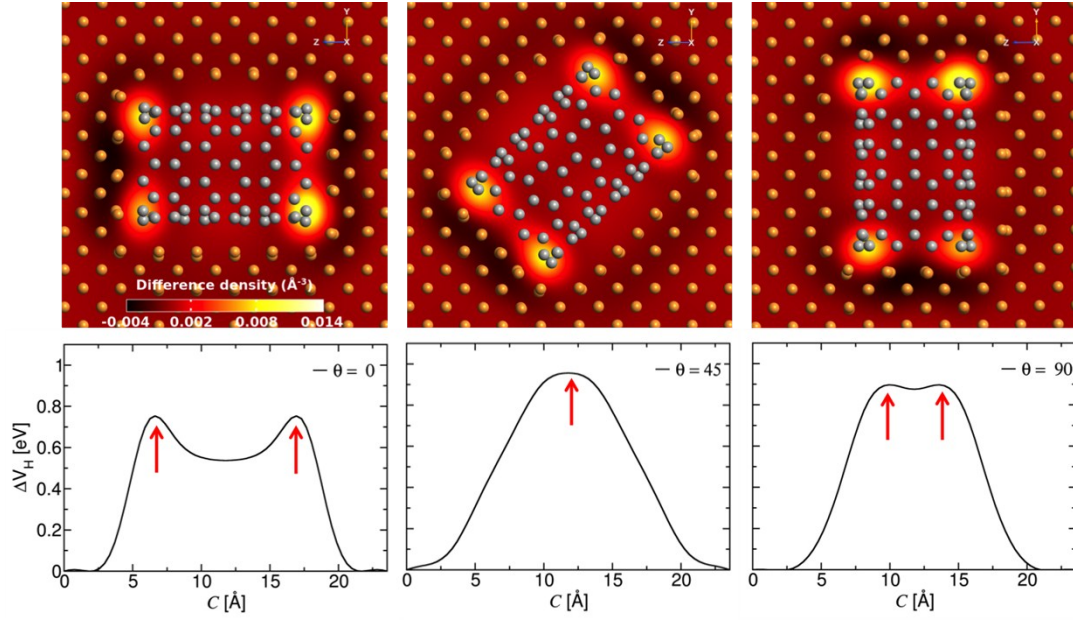 Y
Z X
Y
Z X
Y
Z X
Difference density (Å⁻³)
-0.004 0.002 0.008 0.014
1
0.8
0.6
0.4
0.2
0
ΔV_H [eV]
θ = 0
0 5 10 15 20
C [Å]
θ = 45
0 5 10 15 20
C [Å]
θ = 90
0 5 10 15 20
C [Å]